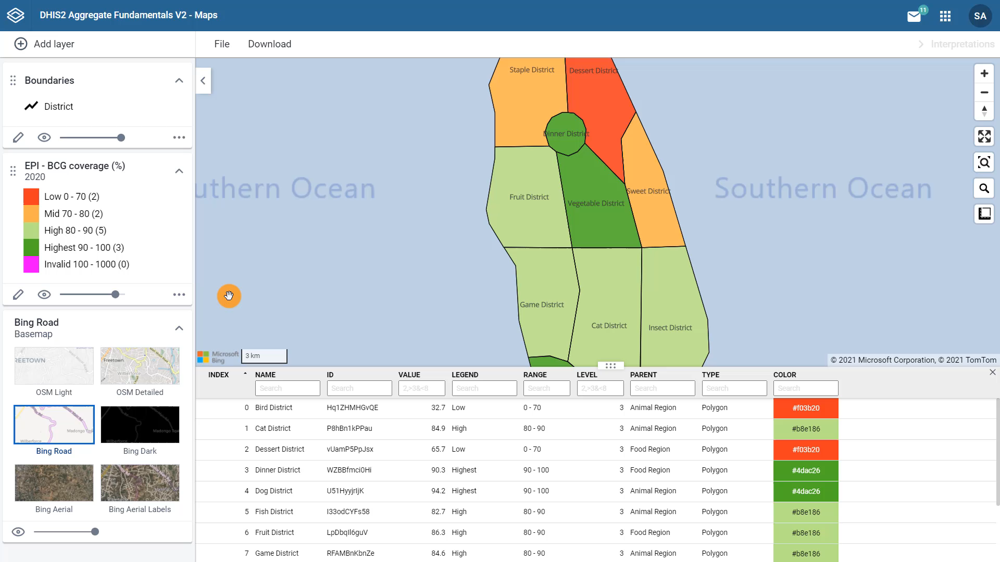 DHIS2 Aggregate Fundamentals V2 - Maps
11
SA
Add layer
File
Download
Interpretations
Boundaries
District
EPI - BCG coverage (%)
2020
Low 0 - 70 (2)
Mid 70 - 80 (2)
High 80 - 90 (5)
Highest 90 - 100 (3)
Invalid 100 - 1000 (0)
Bing Road
Basemap
REETOWN
Freetown
Wilberforce
OSM Light
OSM Detailed
Wilberforce
Bing Road
Bing Dark
Bing Aerial
Bing Aerial Labels
Staple District
Dessert District
Dinner District
uthern Ocean
Southern Ocean
Fruit District
Vegetable District
Sweet District
Game District
Cat District
Insect District
Microsoft
Bing
3 km
© 2021 Microsoft Corporation, © 2021 TomTom
INDEX NAME ID VALUE LEGEND RANGE LEVEL PARENT TYPE COLOR
Search Search 2,>3&<8 Search Search 2,>3&<8 Search Search Search
0 Bird District Hq1ZHMHGvQE 32.7 Low 0 - 70 3 Animal Region Polygon #f03b20
1 Cat District P8hBn1kPPau 84.9 High 80 - 90 3 Animal Region Polygon #b8e186
2 Dessert District vUamP5PpJsx 65.7 Low 0 - 70 3 Food Region Polygon #f03b20
3 Dinner District WZBBfmci0Hi 90.3 Highest 90 - 100 3 Food Region Polygon #4dac26
4 Dog District U51HyyjrIjK 94.2 Highest 90 - 100 3 Animal Region Polygon #4dac26
5 Fish District I33odCYFs58 82.7 High 80 - 90 3 Animal Region Polygon #b8e186
6 Fruit District LpDbqIl6guV 86.3 High 80 - 90 3 Food Region Polygon #b8e186
7 Game District RFAMBnKbnZe 84.6 High 80 - 90 3 Animal Region Polygon #b8e186